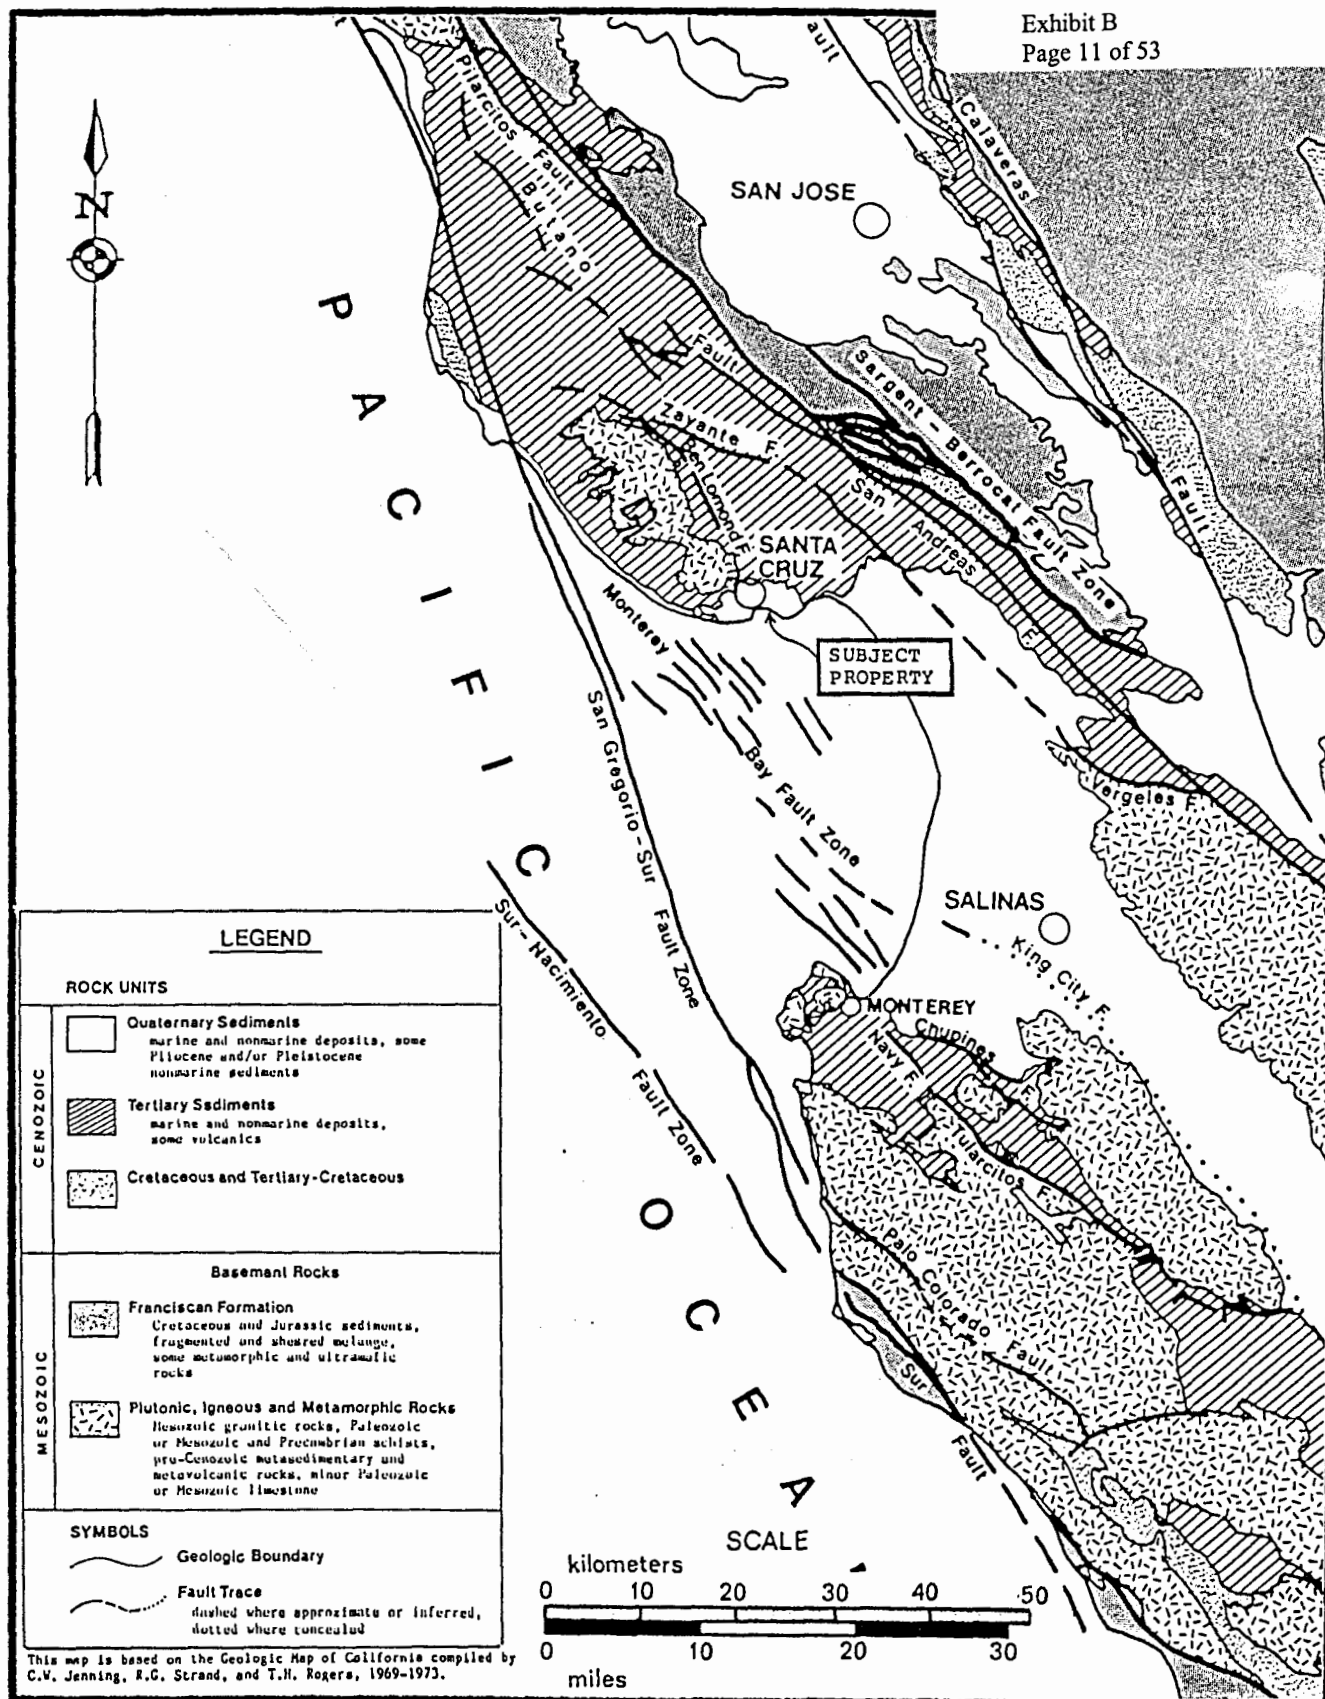 Exhibit B
Page 11 of 53
ault
Calaveras
Fault
Pilarcitos Fault
Butano
Fault
N
SAN JOSE
Sargent - Berrocal Fault Zone
Zayante F.
Ben Lomond F.
San Andreas F.
SANTA
CRUZ
SUBJECT
PROPERTY
Monterey Bay Fault Zone
San Gregorio - Sur Fault Zone
Sur - Nacimiento Fault Zone
Vergeles F.
SALINAS
King City F.
MONTEREY
Chupines F.
Navy F.
Tularcitos F.
Palo Colorado Fault
Sur Fault
PACIFIC OCEAN
LEGEND
ROCK UNITS
CENOZOIC
Quaternary Sediments
marine and nonmarine deposits, some
Pliocene and/or Pleistocene
nonmarine sediments
Tertiary Sediments
marine and nonmarine deposits,
some volcanics
Cretaceous and Tertiary-Cretaceous
MESOZOIC
Basement Rocks
Franciscan Formation
Cretaceous and Jurassic sediments,
fragmented and sheared melange,
some metamorphic and ultramafic
rocks
Plutonic, Igneous and Metamorphic Rocks
Mesozoic granitic rocks, Paleozoic
or Mesozoic and Precambrian schists,
pre-Cenozoic metasedimentary and
metavolcanic rocks, minor Paleozoic
or Mesozoic limestone
SYMBOLS
Geologic Boundary
Fault Trace
dashed where approximate or inferred,
dotted where concealed
This map is based on the Geologic Map of California compiled by
C.W. Jenning, R.G. Strand, and T.H. Rogers, 1969-1973.
SCALE
kilometers
0 10 20 30 40 50
0 10 20 30
miles